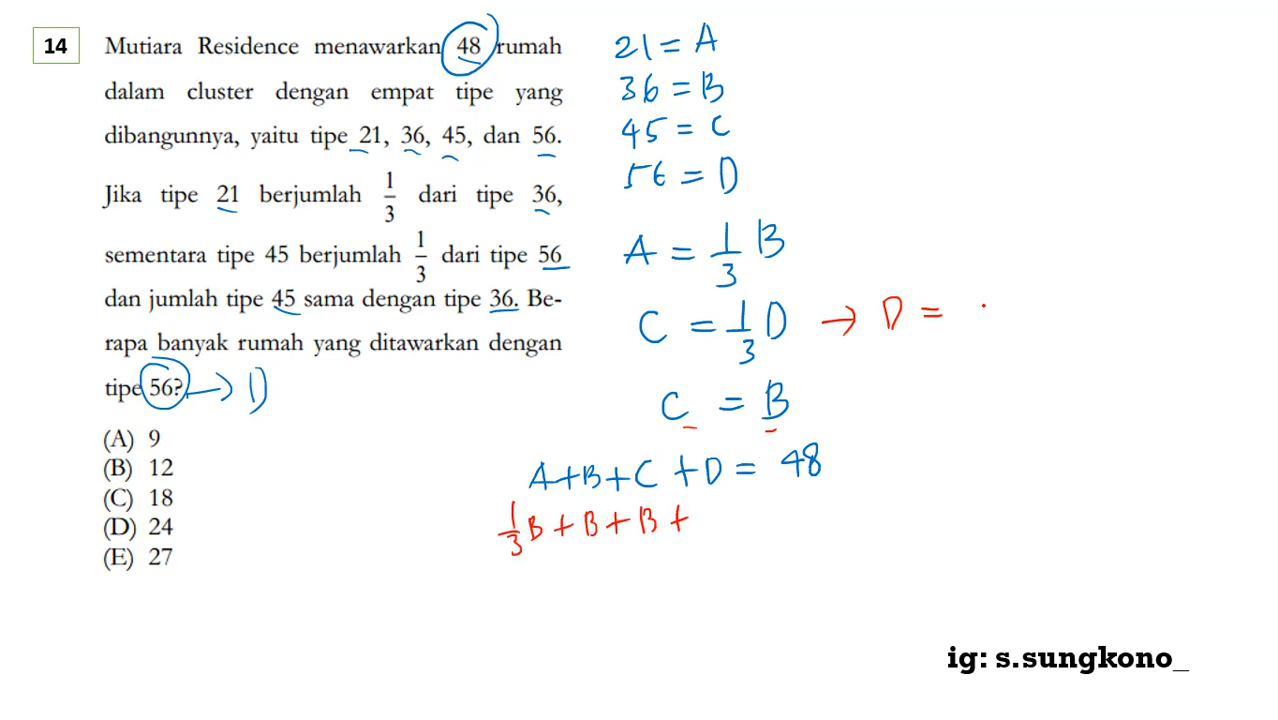 14
Mutiara Residence menawarkan 48 rumah
dalam cluster dengan empat tipe yang
dibangunnya, yaitu tipe 21, 36, 45, dan 56.
Jika tipe 21 berjumlah 1/3 dari tipe 36,
sementara tipe 45 berjumlah 1/3 dari tipe 56
dan jumlah tipe 45 sama dengan tipe 36. Be-
rapa banyak rumah yang ditawarkan dengan
tipe 56? → D
(A) 9
(B) 12
(C) 18
(D) 24
(E) 27
21 = A
36 = B
45 = C
56 = D
A = 1/3 B
C = 1/3 D → D =
C = B
A+B+C+D = 48
1/3 B + B + B +
ig: s.sungkono_